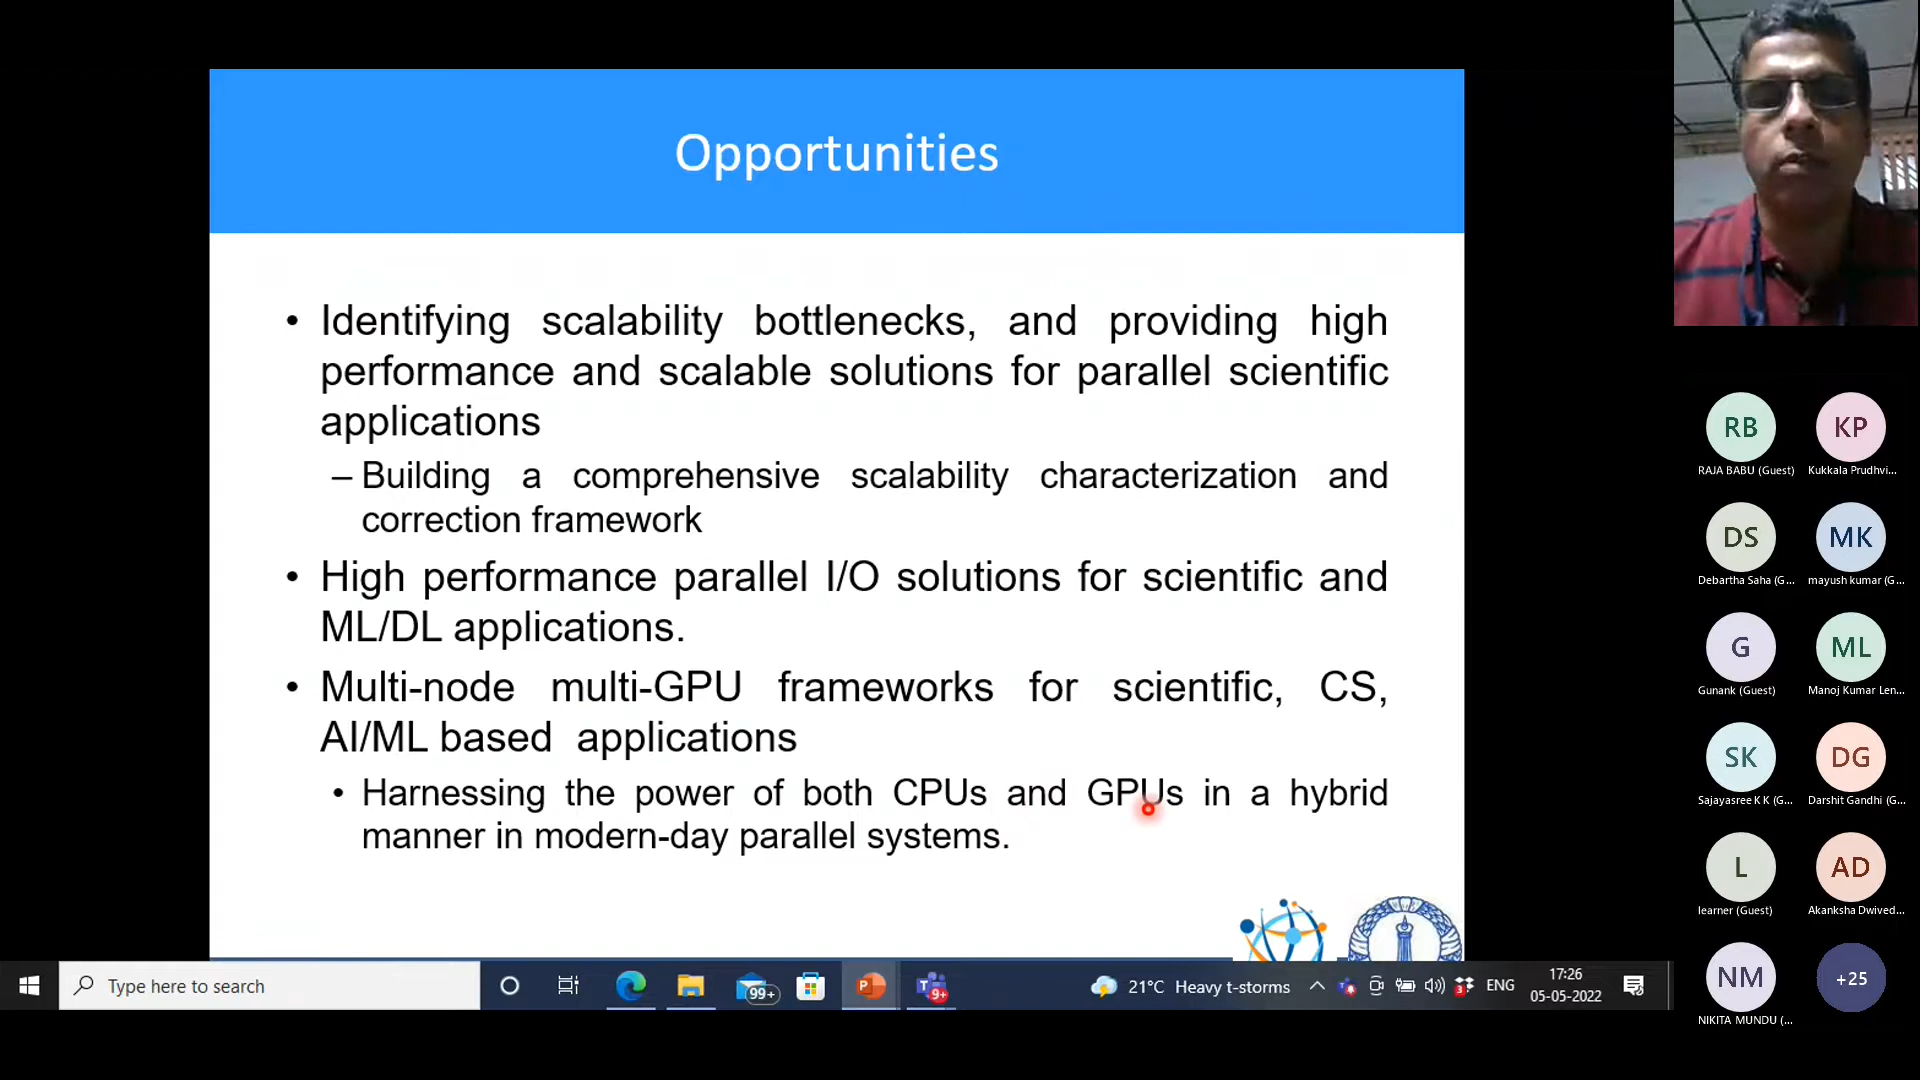 Opportunities
• Identifying scalability bottlenecks, and providing high
performance and scalable solutions for parallel scientific
applications
– Building a comprehensive scalability characterization and
correction framework
• High performance parallel I/O solutions for scientific and
ML/DL applications.
• Multi-node multi-GPU frameworks for scientific, CS,
AI/ML based applications
• Harnessing the power of both CPUs and GPUs in a hybrid
manner in modern-day parallel systems.
RB
KP
RAJA BABU (Guest)
Kukkala Prudhvi...
DS
MK
Debartha Saha (G...
mayush kumar (G...
G
ML
Gunank (Guest)
Manoj Kumar Len...
SK
DG
Sajayasree K K (G...
Darshit Gandhi (G...
L
AD
learner (Guest)
Akanksha Dwived...
NM
+25
NIKITA MUNDU (...
Type here to search
99+
P
T
9+
21°C Heavy t-storms
3
ENG
17:26
05-05-2022